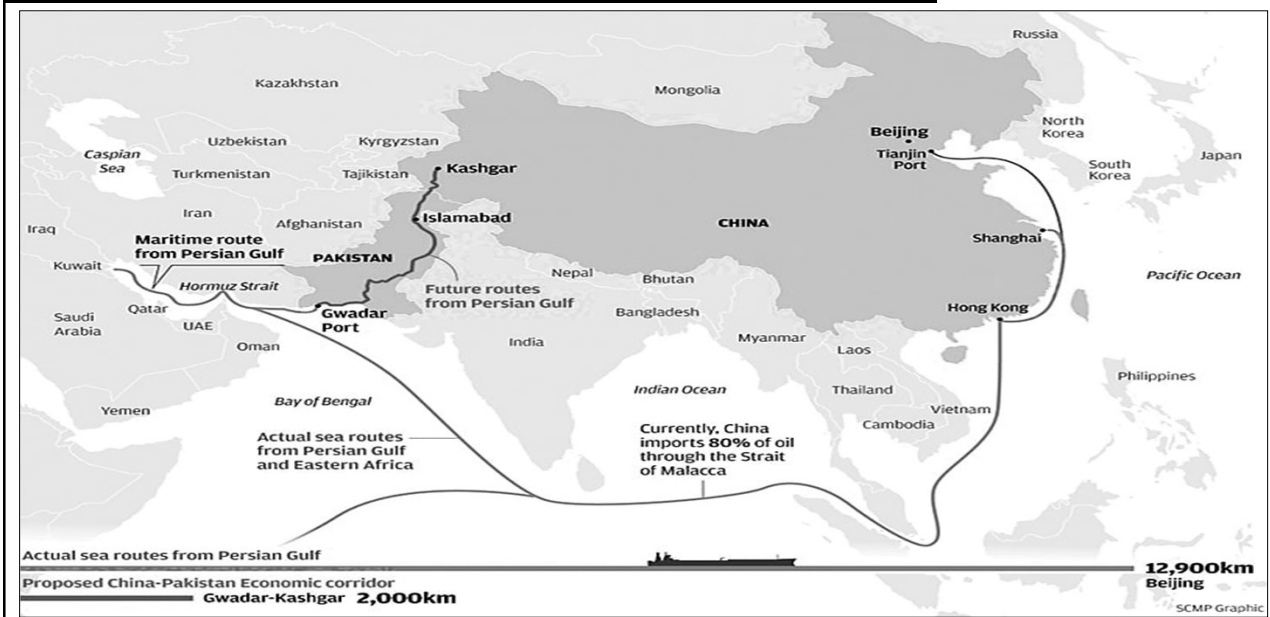 Russia
Kazakhstan
Mongolia
North
Korea
Beijing
Tianjin
Port
Uzbekistan
Kyrgyzstan
Caspian
Sea
South
Korea
Japan
Turkmenistan
Tajikistan
Kashgar
Iran
Afghanistan
Islamabad
CHINA
Iraq
Maritime route
from Persian Gulf
Shanghai
PAKISTAN
Kuwait
Hormuz Strait
Future routes
from Persian Gulf
Nepal
Bhutan
Pacific Ocean
Qatar
Gwadar
Port
Bangladesh
Hong Kong
Saudi
Arabia
UAE
Oman
India
Myanmar
Laos
Yemen
Bay of Bengal
Indian Ocean
Thailand
Philippines
Vietnam
Cambodia
Actual sea routes
from Persian Gulf
and Eastern Africa
Currently, China
imports 80% of oil
through the Strait
of Malacca
Actual sea routes from Persian Gulf
12,900km
Beijing
Proposed China-Pakistan Economic corridor
Gwadar-Kashgar 2,000km
SCMP Graphic